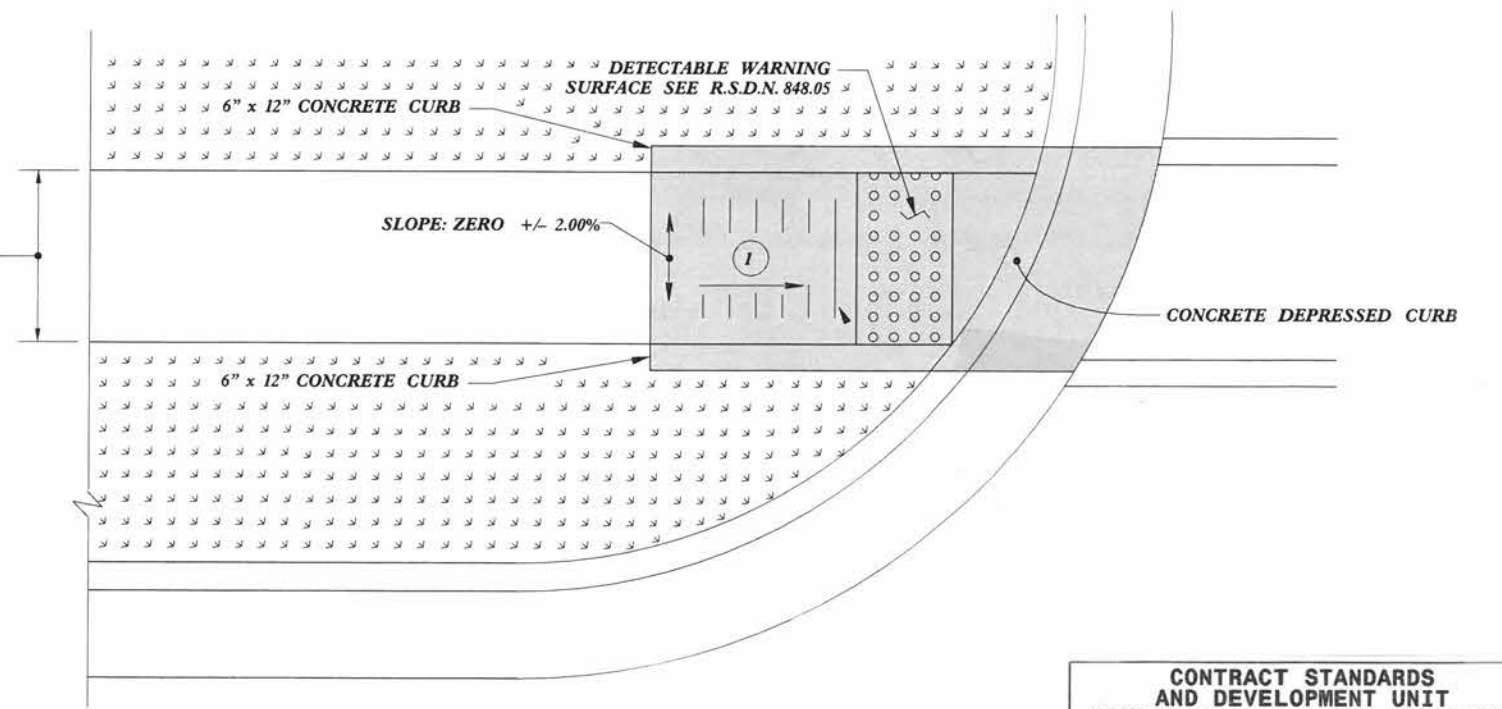 DETECTABLE WARNING
SURFACE SEE R.S.D.N. 848.05
6" x 12" CONCRETE CURB
SLOPE: ZERO +/- 2.00%
1
CONCRETE DEPRESSED CURB
6" x 12" CONCRETE CURB
CONTRACT STANDARDS
AND DEVELOPMENT UNIT